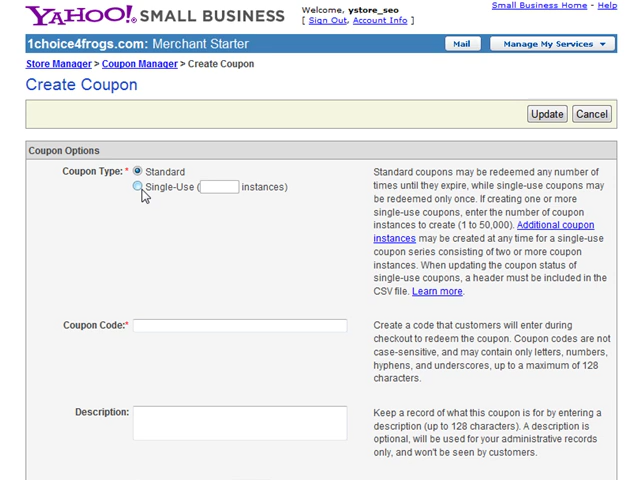 YAHOO! SMALL BUSINESS
Welcome, ystore_seo
[ Sign Out, Account Info ]
Small Business Home - Help
1choice4frogs.com: Merchant Starter
Mail
Manage My Services
Store Manager > Coupon Manager > Create Coupon
Create Coupon
Update
Cancel
Coupon Options
Coupon Type: * Standard
Single-Use ( instances)
Standard coupons may be redeemed any number of
times until they expire, while single-use coupons may
be redeemed only once. If creating one or more
single-use coupons, enter the number of coupon
instances to create (1 to 50,000). Additional coupon
instances may be created at any time for a single-use
coupon series consisting of two or more coupon
instances. When updating the coupon status of
single-use coupons, a header must be included in the
CSV file. Learn more.
Coupon Code:*
Create a code that customers will enter during
checkout to redeem the coupon. Coupon codes are not
case-sensitive, and may contain only letters, numbers,
hyphens, and underscores, up to a maximum of 128
characters.
Description:
Keep a record of what this coupon is for by entering a
description (up to 128 characters). A description is
optional, will be used for your administrative records
only, and won't be seen by customers.